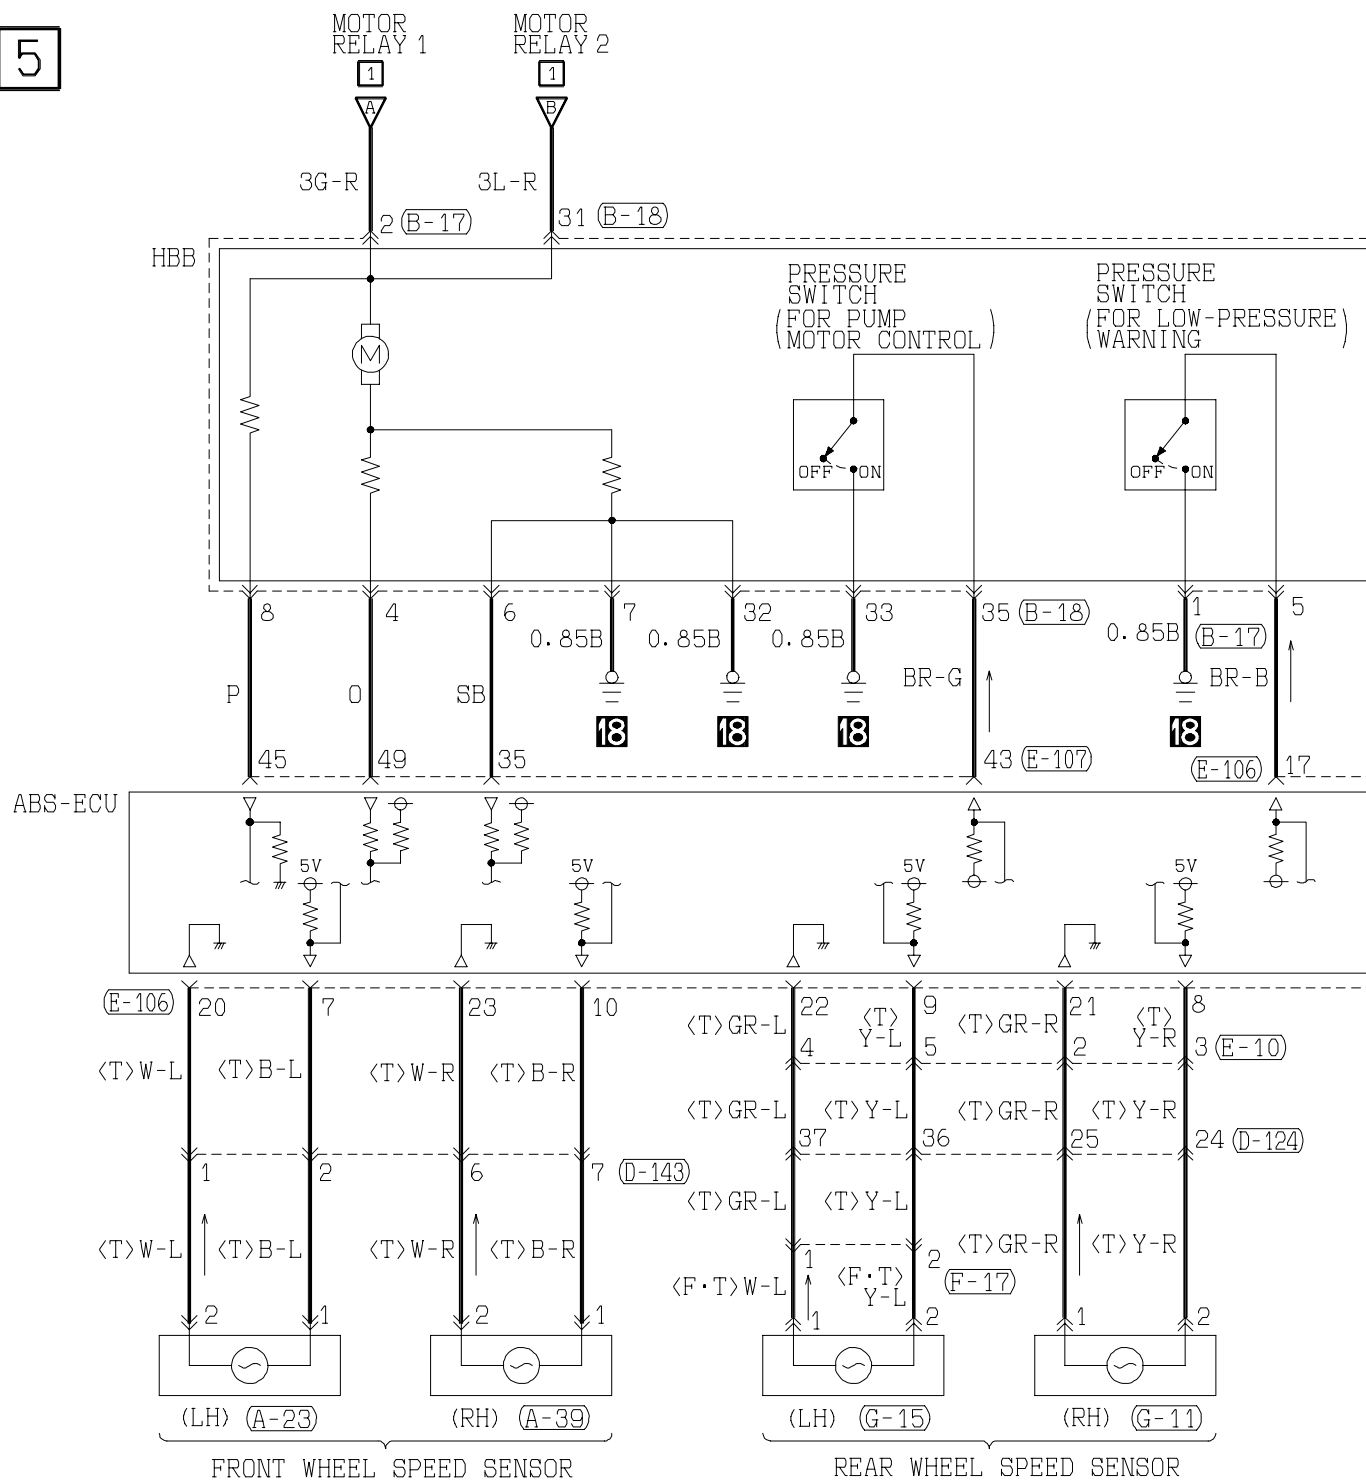 5
MOTOR
RELAY 1
MOTOR
RELAY 2
1
1
A
B
3G-R
3L-R
2 B-17
31 B-18
HBB
PRESSURE
SWITCH
(FOR PUMP
MOTOR CONTROL)
PRESSURE
SWITCH
(FOR LOW-PRESSURE
WARNING)
M
OFF ON
OFF ON
8
4
6
7
32
33
35 B-18
1
B-17
5
0.85B
0.85B
0.85B
0.85B
P
O
SB
BR-G
BR-B
18
18
18
18
45
49
35
43 E-107
E-106
17
ABS-ECU
5V
5V
5V
5V
E-106
20
7
23
10
22
9
21
8
<T>GR-L
<T>
Y-L
<T>GR-R
<T>
Y-R
4
5
2
3 E-10
<T>W-L
<T>B-L
<T>W-R
<T>B-R
<T>GR-L
<T>Y-L
<T>GR-R
<T>Y-R
37
36
25
24 D-124
1
2
6
7 D-143
<T>GR-L
<T>Y-L
<T>W-L
<T>B-L
<T>W-R
<T>B-R
<T>GR-R
<T>Y-R
1
2
F-17
<F·T>W-L
<F·T>
Y-L
2
1
2
1
1
2
1
2
(LH) A-23
(RH) A-39
(LH) G-15
(RH) G-11
FRONT WHEEL SPEED SENSOR
REAR WHEEL SPEED SENSOR